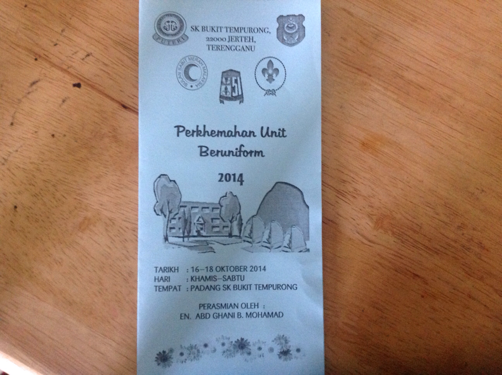 SK BUKIT TEMPURONG,
22000 JERTEH,
TERENGGANU
Perkhemahan Unit
Beruniform
2014
TARIKH : 16-18 OKTOBER 2014
HARI : KHAMIS-SABTU
TEMPAT : PADANG SK BUKIT TEMPURONG
PERASMIAN OLEH :
EN. ABD GHANI B. MOHAMAD